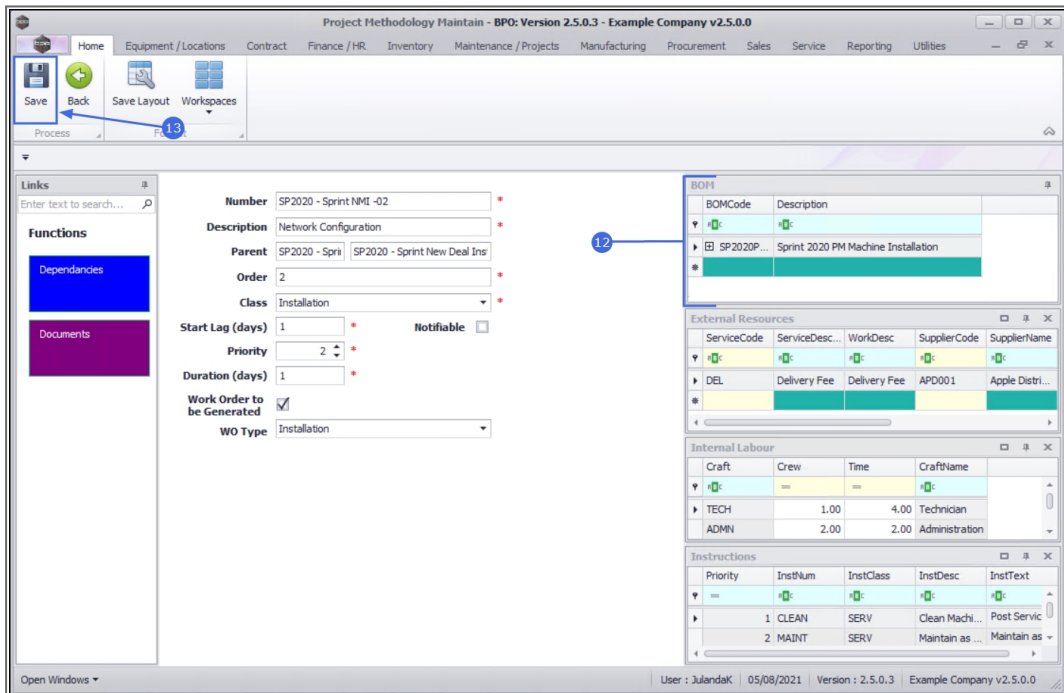 Project Methodology Maintain - BPO: Version 2.5.0.3 - Example Company v2.5.0.0
Home Equipment / Locations Contract Finance / HR Inventory Maintenance / Projects Manufacturing Procurement Sales Service Reporting Utilities
Save Back Save Layout Workspaces
Process
13
Links
Enter text to search...
Functions
Dependancies
Documents
Number SP2020 - Sprint NMI -02 *
Description Network Configuration *
Parent SP2020 - Spri SP2020 - Sprint New Deal Ins
Order 2 *
Class Installation *
Start Lag (days) 1 * Notifiable
Priority 2 *
Duration (days) 1 *
Work Order to
be Generated
WO Type Installation
12
BOM
BOMCode Description
SP2020P... Sprint 2020 PM Machine Installation
External Resources
ServiceCode ServiceDesc... WorkDesc SupplierCode SupplierName
DEL Delivery Fee Delivery Fee APD001 Apple Distri...
Internal Labour
Craft Crew Time CraftName
TECH 1.00 4.00 Technician
ADMN 2.00 2.00 Administration
Instructions
Priority InstNum InstClass InstDesc InstText
1 CLEAN SERV Clean Machi... Post Servic
2 MAINT SERV Maintain as ... Maintain as
Open Windows User : JulandaK 05/08/2021 Version : 2.5.0.3 Example Company v2.5.0.0